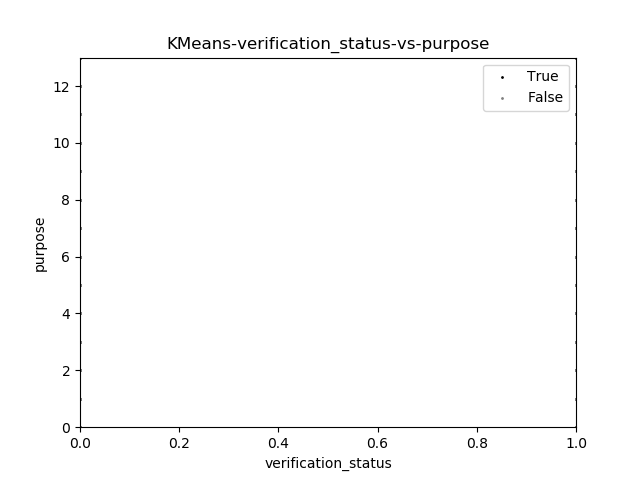 KMeans-verification_status-vs-purpose
True
False
12
10
8
6
4
2
0
purpose
0.0 0.2 0.4 0.6 0.8 1.0
verification_status